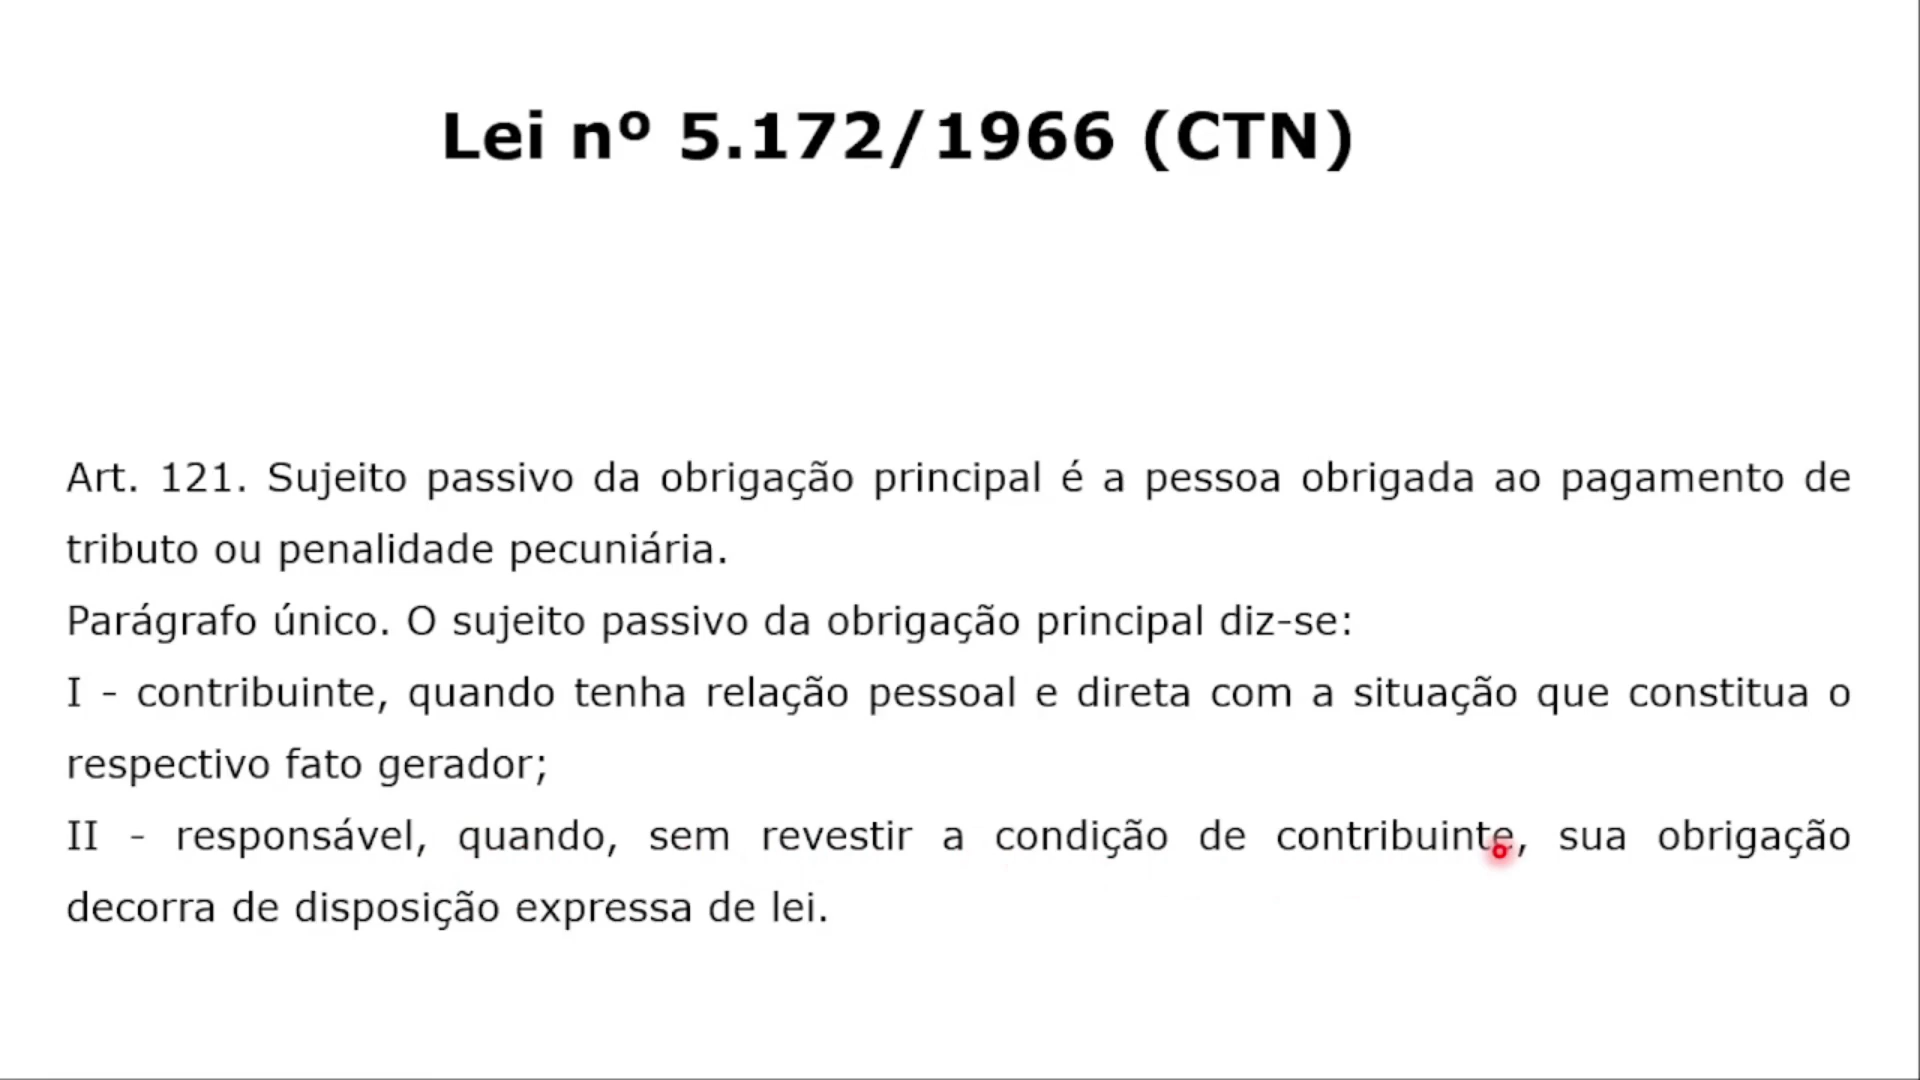 Lei nº 5.172/1966 (CTN)
Art. 121. Sujeito passivo da obrigação principal é a pessoa obrigada ao pagamento de
tributo ou penalidade pecuniária.
Parágrafo único. O sujeito passivo da obrigação principal diz-se:
I - contribuinte, quando tenha relação pessoal e direta com a situação que constitua o
respectivo fato gerador;
II - responsável, quando, sem revestir a condição de contribuinte, sua obrigação
decorra de disposição expressa de lei.